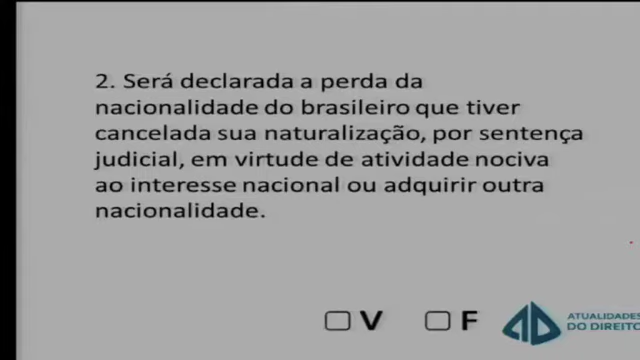 2. Será declarada a perda da
nacionalidade do brasileiro que tiver
cancelada sua naturalização, por sentença
judicial, em virtude de atividade nociva
ao interesse nacional ou adquirir outra
nacionalidade.
V F
ATUALIDADES
DO DIREITO